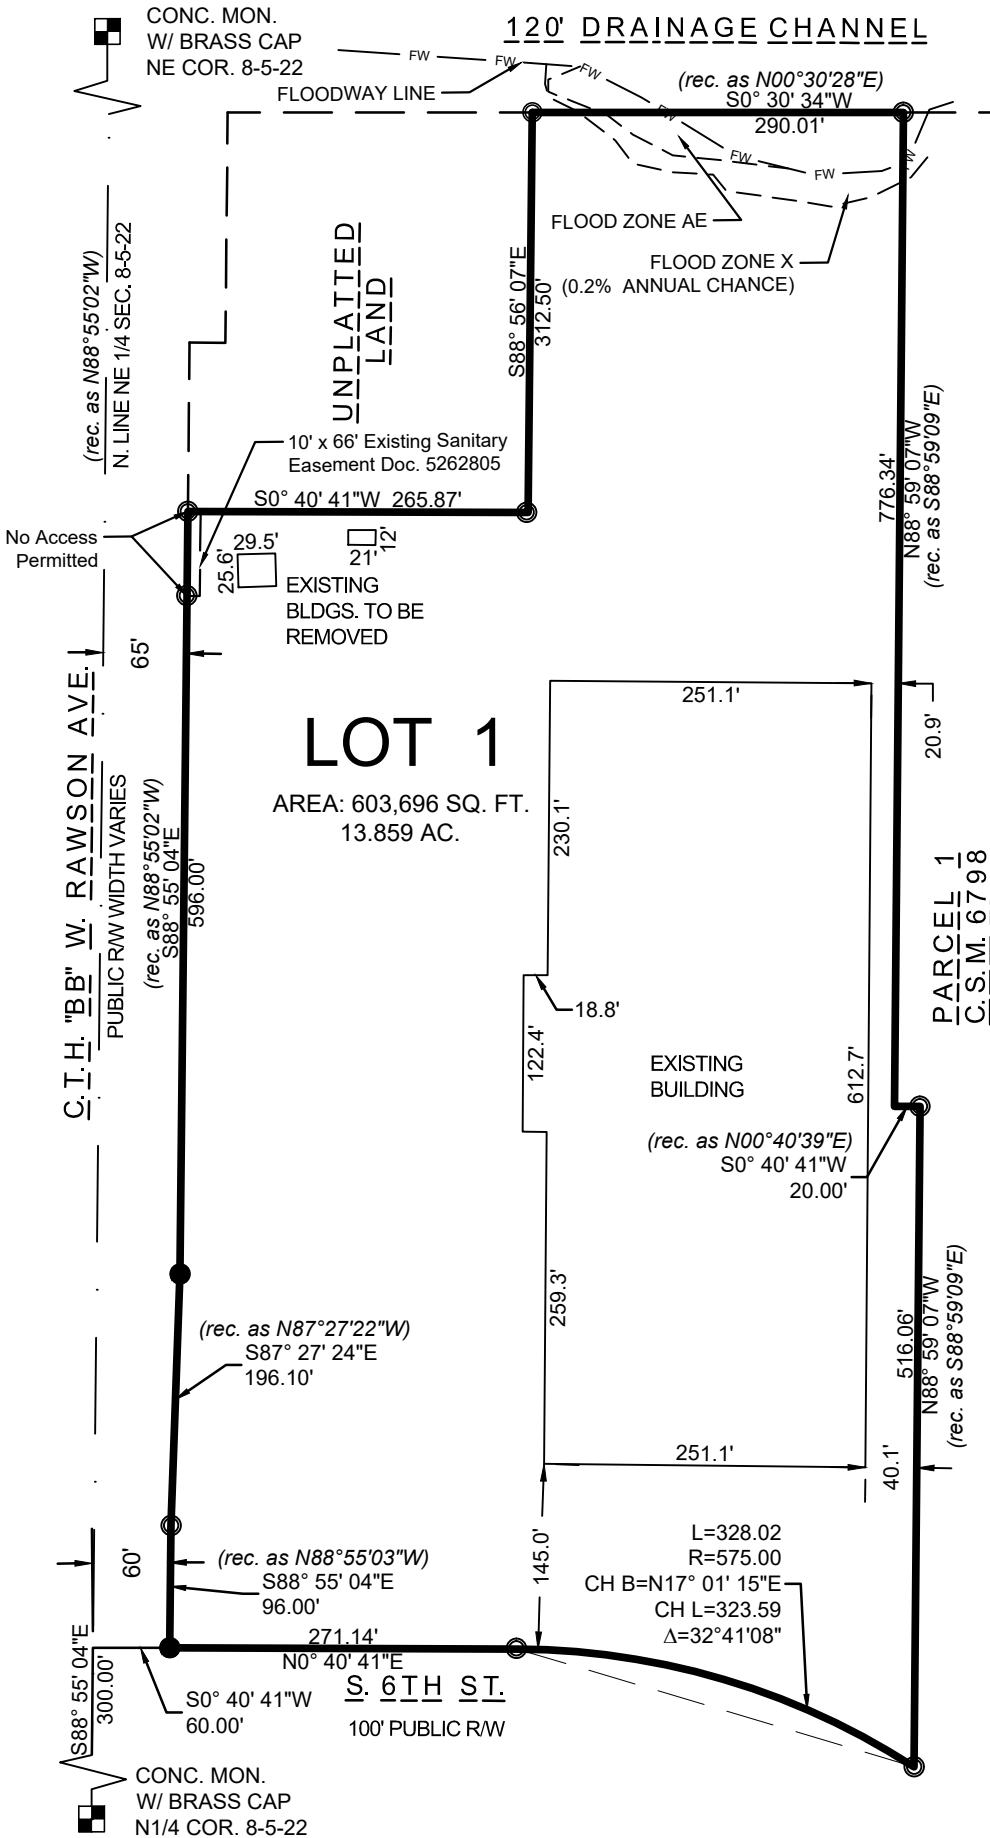 CONC. MON.
W/ BRASS CAP
NE COR. 8-5-22
120' DRAINAGE CHANNEL
FW
FW
FW
FLOODWAY LINE
(rec. as N00°30'28"E)
S0° 30' 34"W
290.01'
FW
FW
FW
FW
FLOOD ZONE AE
FLOOD ZONE X
(0.2% ANNUAL CHANCE)
UNPLATTED
LAND
S88° 56' 07"E
312.50'
(rec. as N88°55'02"W)
N. LINE NE 1/4 SEC. 8-5-22
10' x 66' Existing Sanitary
Easement Doc. 5262805
S0° 40' 41"W 265.87'
776.34'
N88° 59' 07"W
(rec. as S88°59'09"E)
No Access
Permitted
29.5'
25.6'
21'
12'
EXISTING
BLDGS. TO BE
REMOVED
65'
251.1'
20.9'
LOT 1
AREA: 603,696 SQ. FT.
13.859 AC.
C.T.H. "BB" W. RAWSON AVE.
PUBLIC R/W WIDTH VARIES
(rec. as N88°55'02"W)
S88° 55' 04"E
596.00'
230.1'
PARCEL 1
C.S.M. 6798
18.8'
122.4'
EXISTING
BUILDING
612.7'
(rec. as N00°40'39"E)
S0° 40' 41"W
20.00'
259.3'
(rec. as N87°27'22"W)
S87° 27' 24"E
196.10'
516.06'
N88° 59' 07"W
(rec. as S88°59'09"E)
251.1'
40.1'
145.0'
L=328.02
R=575.00
CH B=N17° 01' 15"E
CH L=323.59
Δ=32°41'08"
60'
(rec. as N88°55'03"W)
S88° 55' 04"E
96.00'
271.14'
N0° 40' 41"E
S. 6TH ST.
100' PUBLIC R/W
S88° 55' 04"E
300.00'
S0° 40' 41"W
60.00'
CONC. MON.
W/ BRASS CAP
N1/4 COR. 8-5-22